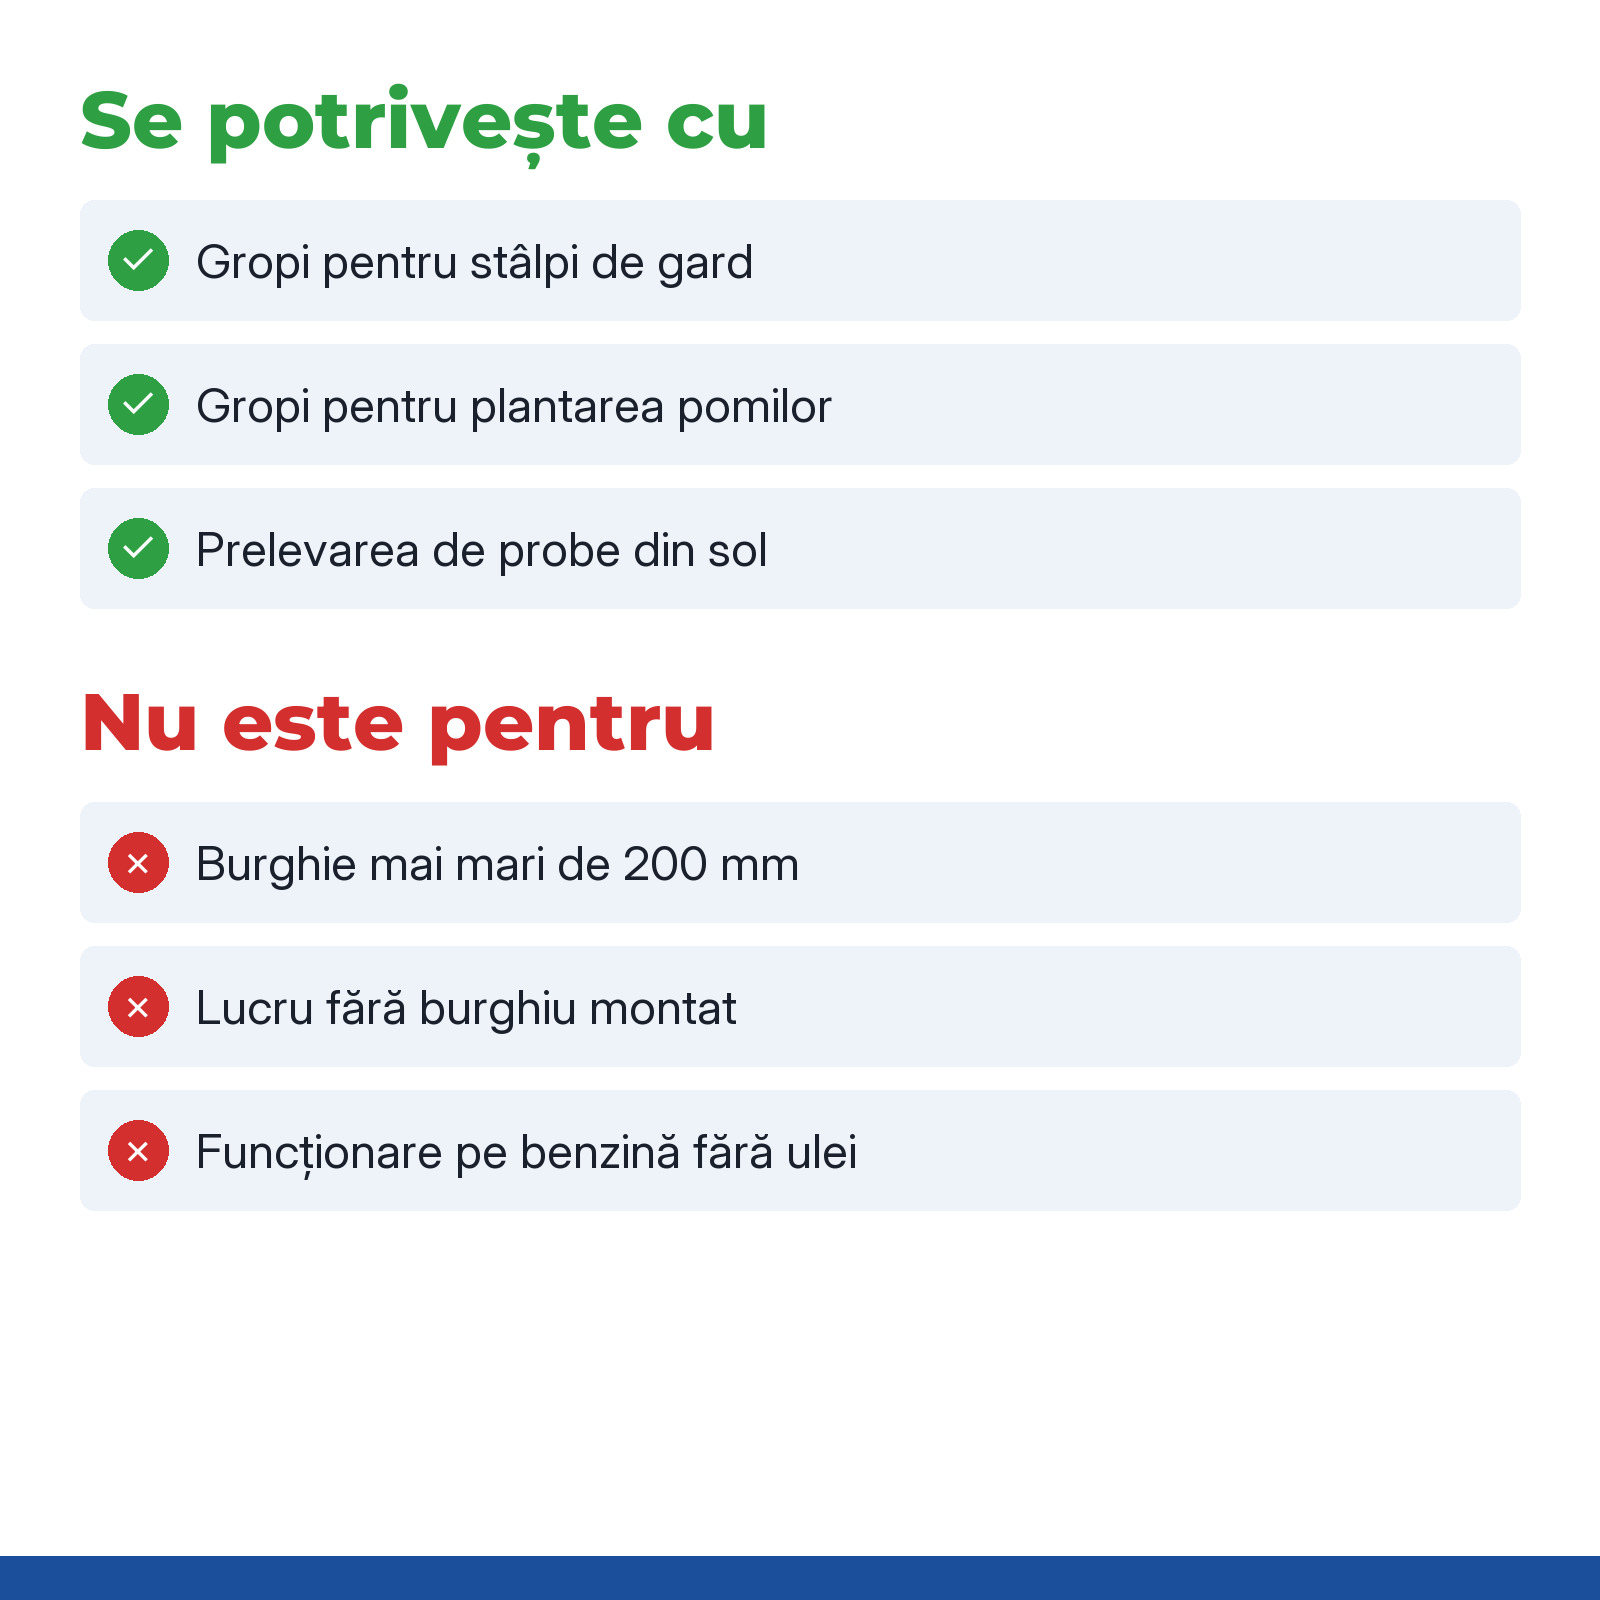 Se potrivește cu
Gropi pentru stâlpi de gard
Gropi pentru plantarea pomilor
Prelevarea de probe din sol
Nu este pentru
Burghie mai mari de 200 mm
Lucru fără burghiu montat
Funcționare pe benzină fără ulei